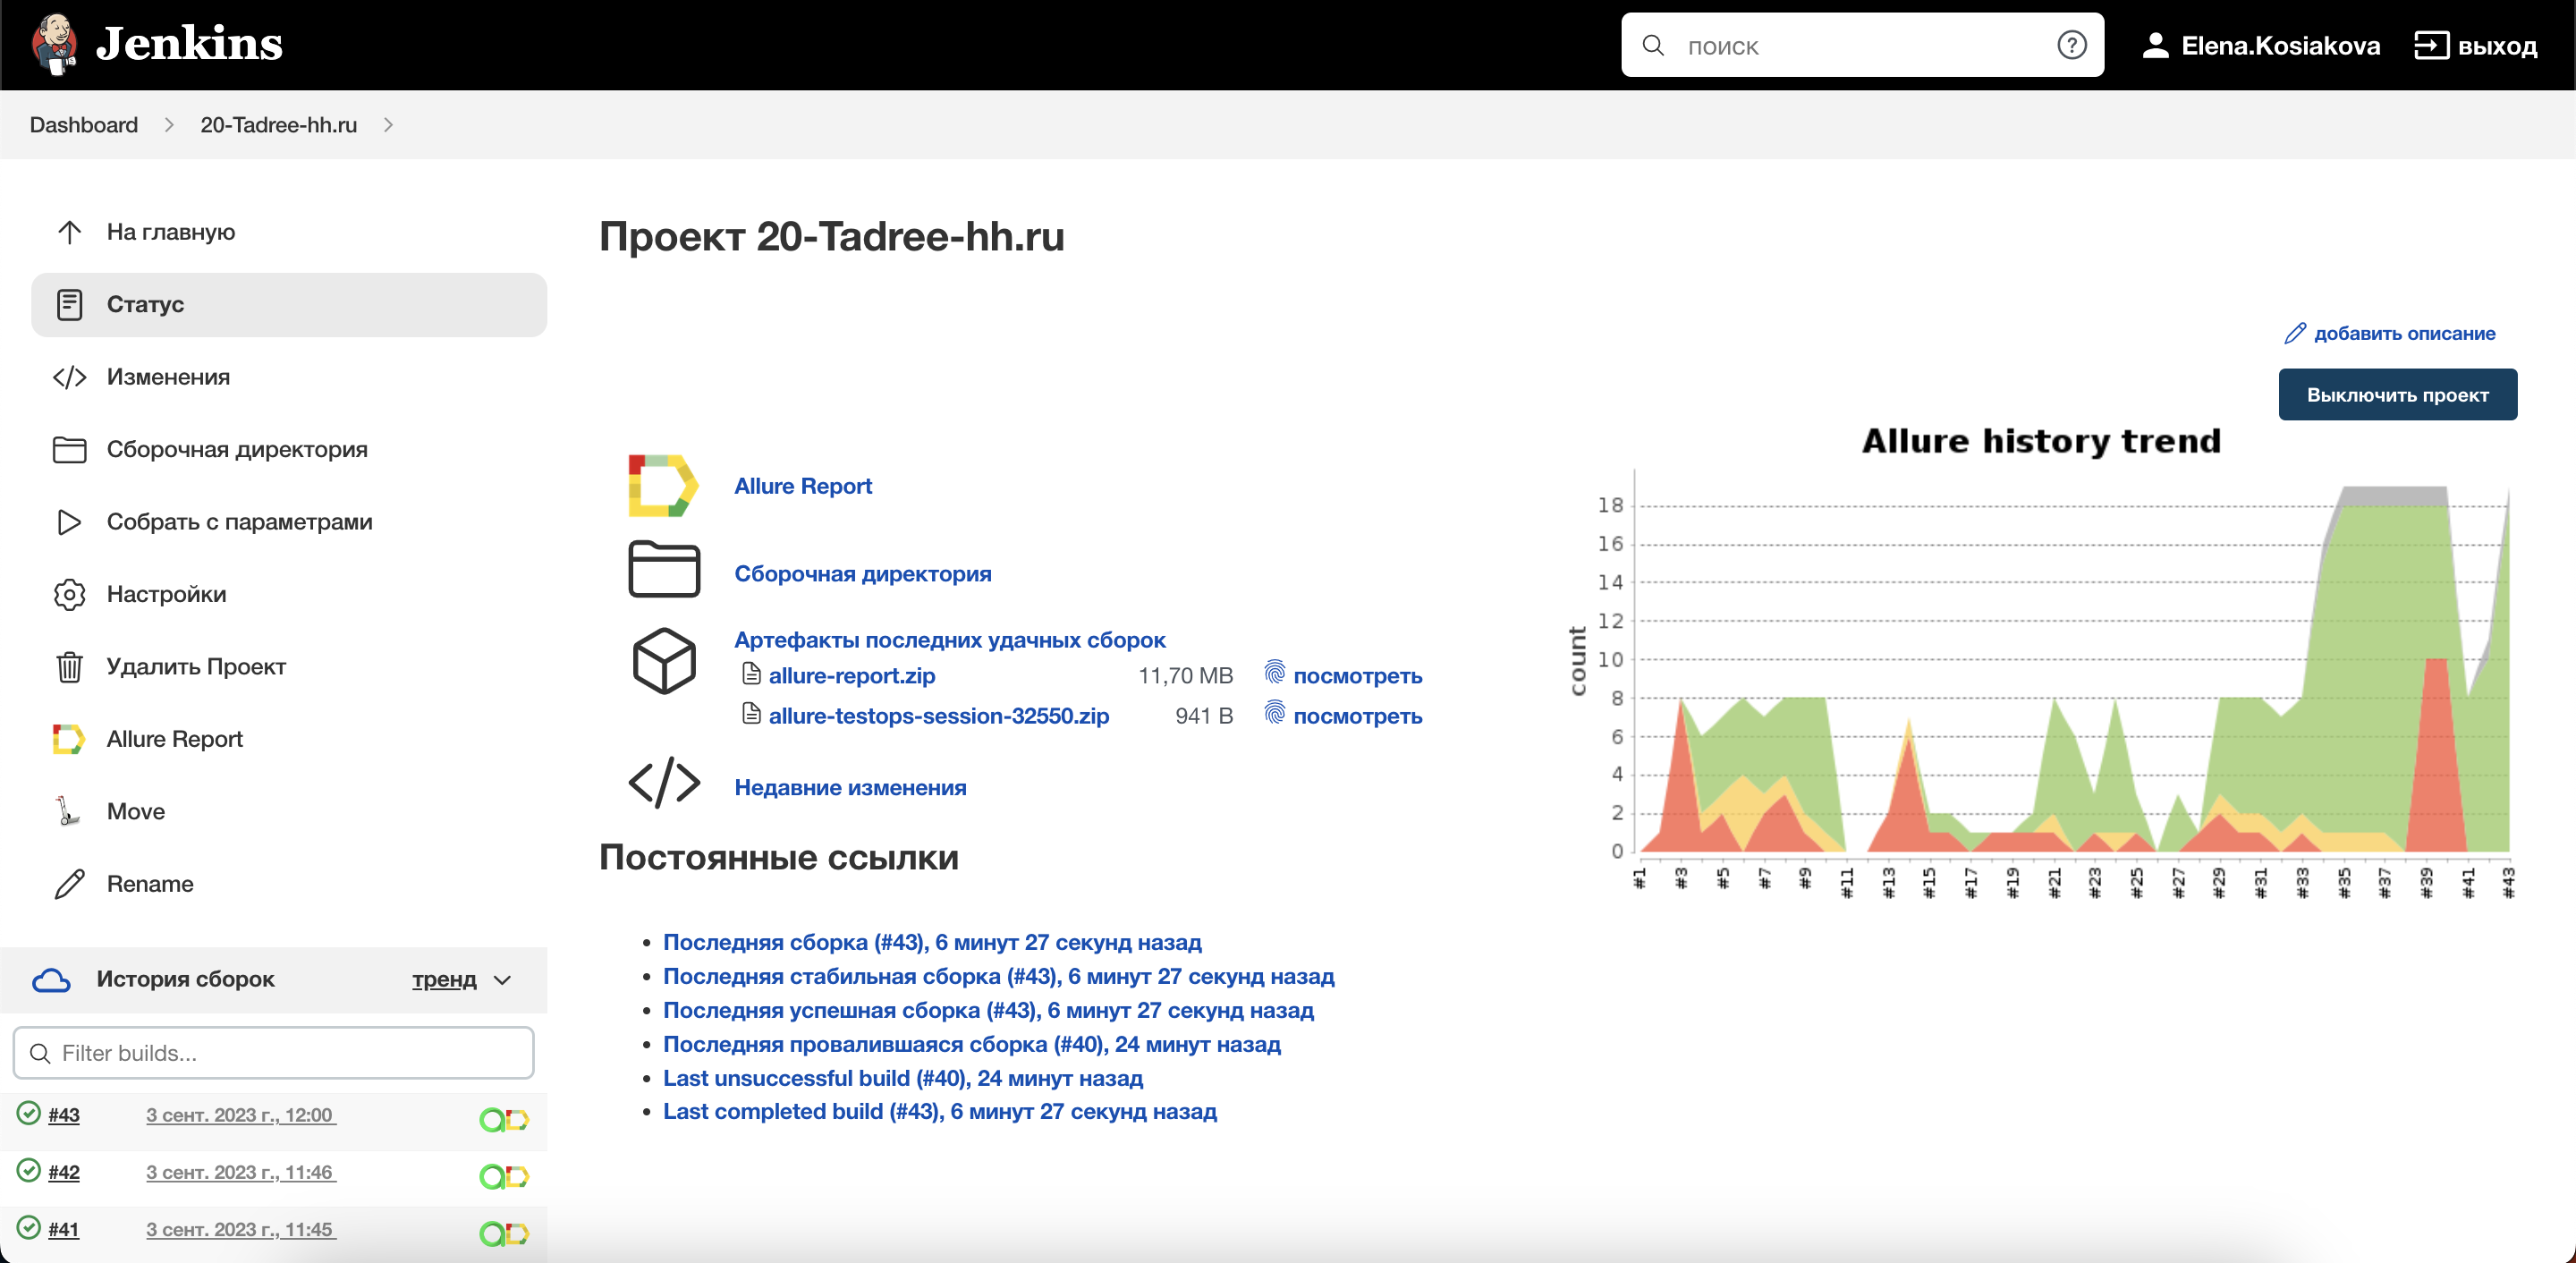 Jenkins
поиск
Elena.Kosiakova
выход
Dashboard
20-Tadree-hh.ru
На главную
Статус
Изменения
Сборочная директория
Собрать с параметрами
Настройки
Удалить Проект
Allure Report
Move
Rename
История сборок
тренд
Filter builds...
#43 3 сент. 2023 г., 12:00
#42 3 сент. 2023 г., 11:46
#41 3 сент. 2023 г., 11:45
Проект 20-Tadree-hh.ru
добавить описание
Выключить проект
Allure Report
Сборочная директория
Артефакты последних удачных сборок
allure-report.zip 11,70 MB посмотреть
allure-testops-session-32550.zip 941 B посмотреть
Недавние изменения
Постоянные ссылки
Последняя сборка (#43), 6 минут 27 секунд назад
Последняя стабильная сборка (#43), 6 минут 27 секунд назад
Последняя успешная сборка (#43), 6 минут 27 секунд назад
Последняя провалившаяся сборка (#40), 24 минут назад
Last unsuccessful build (#40), 24 минут назад
Last completed build (#43), 6 минут 27 секунд назад
Allure history trend
count
18
16
14
12
10
8
6
4
2
0
#1 #3 #5 #7 #9 #11 #13 #15 #17 #19 #21 #23 #25 #27 #29 #31 #33 #35 #37 #39 #41 #43